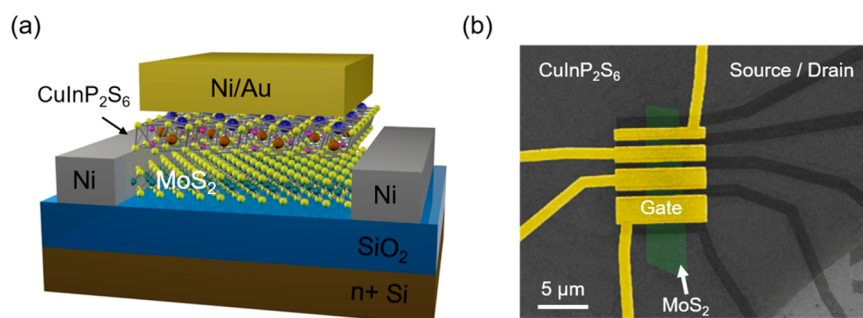 (a)
Ni/Au
CuInP₂S₆
Ni
MoS₂
Ni
SiO₂
n+ Si
(b)
CuInP₂S₆
Source / Drain
Gate
5 μm
MoS₂